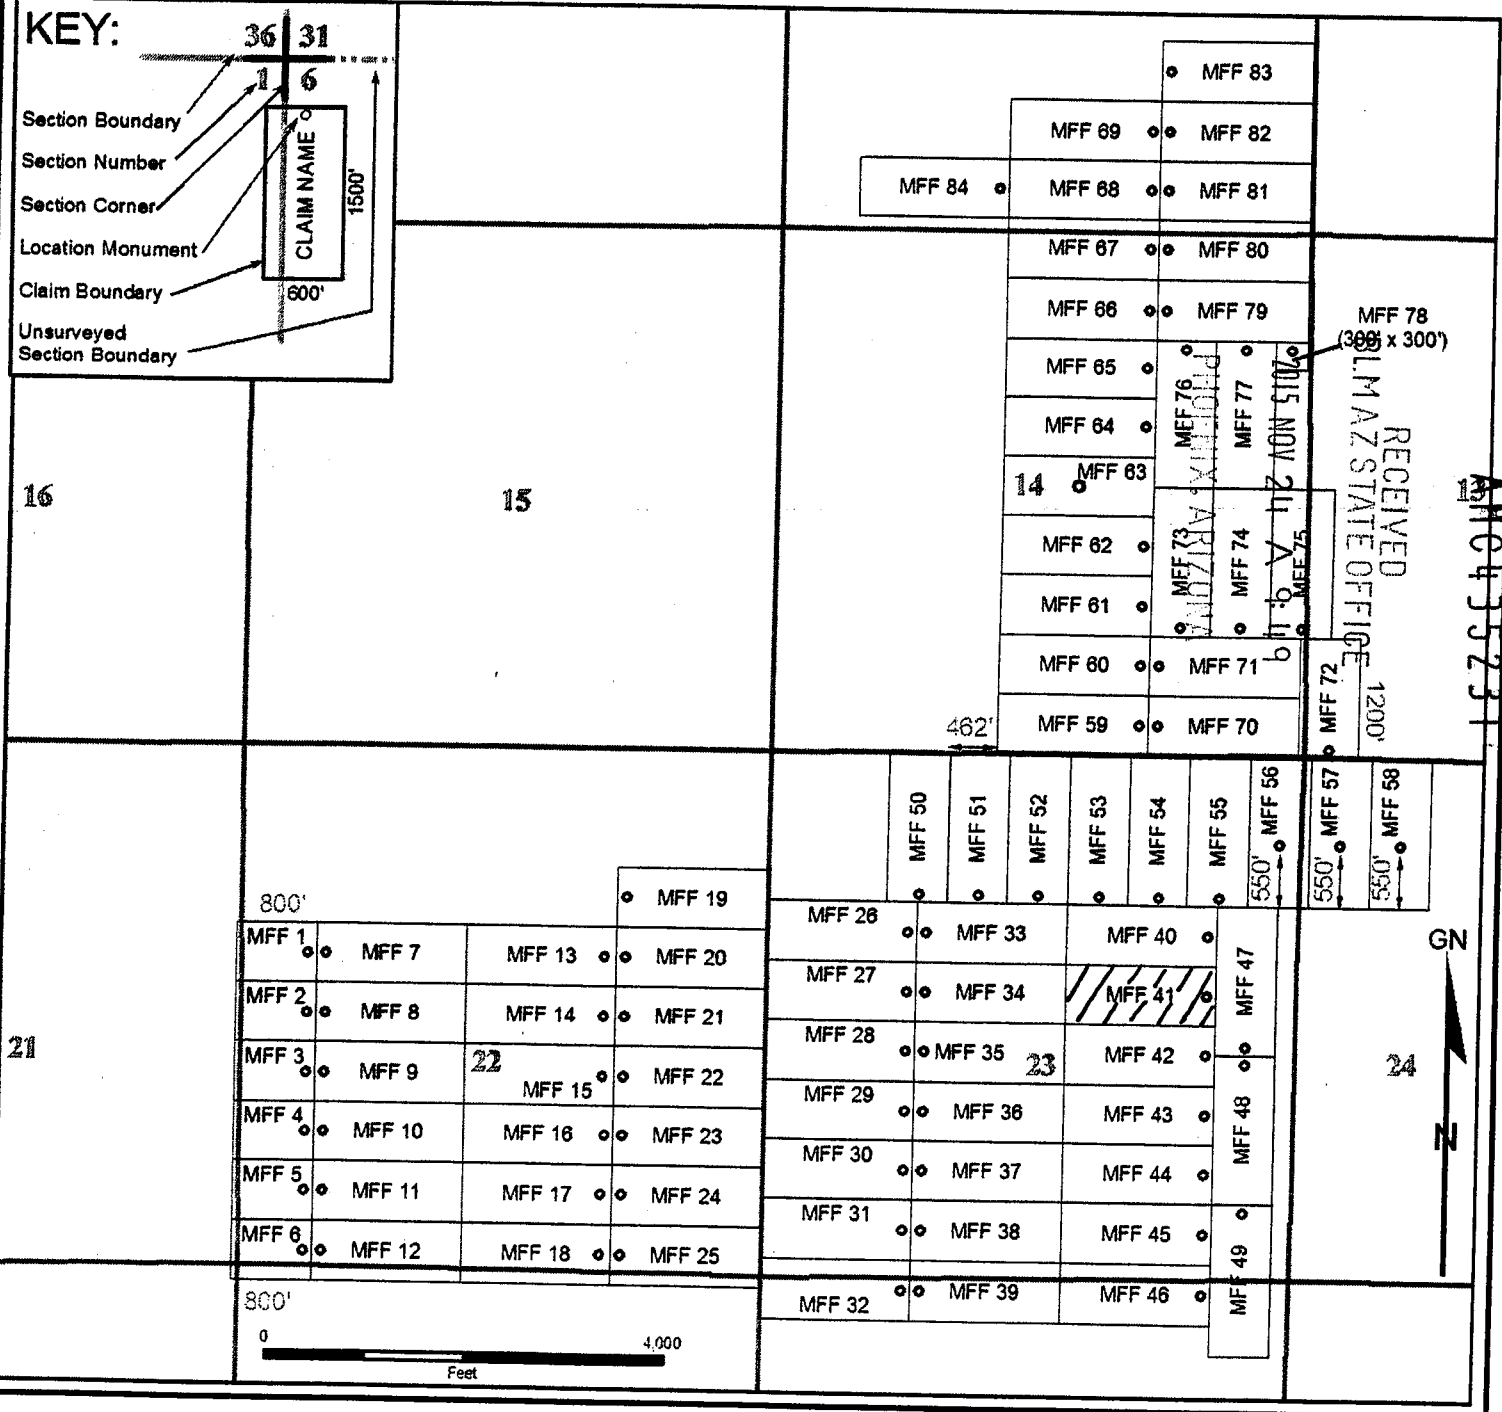 KEY:
36 31
1 6
Section Boundary
Section Number
Section Corner
Location Monument
Claim Boundary
Unsurveyed
Section Boundary
CLAIM NAME
1500'
600'
MFF 83
MFF 69 MFF 82
MFF 84 MFF 68 MFF 81
MFF 67 MFF 80
MFF 66 MFF 79
MFF 78
(300' x 300')
MFF 65
MFF 76 MFF 77
MFF 64
16 15 14 MFF 63
MFF 62 MFF 73 MFF 74 MFF 75
MFF 61
MFF 60 MFF 71
MFF 72
462' MFF 59 MFF 70
1200'
RECEIVED
BLM AZ STATE OFFICE
2015 NOV 24 A 9: 49
PHOENIX, ARIZONA
AMC435231
MFF 50 MFF 51 MFF 52 MFF 53 MFF 54 MFF 55 MFF 56 MFF 57 MFF 58
550' 550' 550'
MFF 19
800'
MFF 1 MFF 7 MFF 13 MFF 20
MFF 2 MFF 8 MFF 14 MFF 21
21 MFF 3 MFF 9 22 MFF 15 MFF 22
MFF 4 MFF 10 MFF 16 MFF 23
MFF 5 MFF 11 MFF 17 MFF 24
MFF 6 MFF 12 MFF 18 MFF 25
800'
MFF 26 MFF 33 MFF 40
MFF 27 MFF 34 MFF 41 MFF 47
MFF 28 MFF 35 23 MFF 42 24
MFF 29 MFF 36 MFF 43 MFF 48
MFF 30 MFF 37 MFF 44
MFF 31 MFF 38 MFF 45
MFF 32 MFF 39 MFF 46 MFF 49
GN
N
0 4,000
Feet